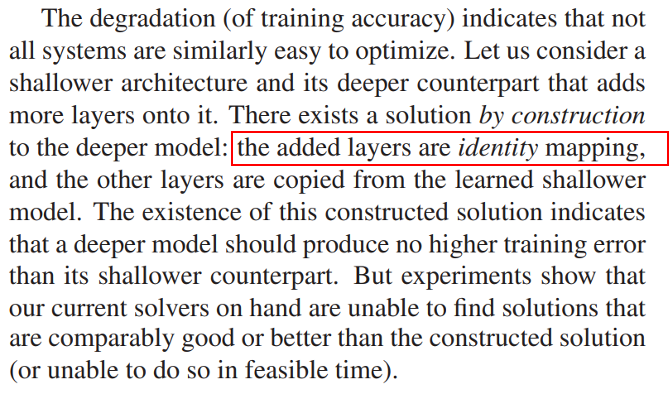 The degradation (of training accuracy) indicates that not
all systems are similarly easy to optimize. Let us consider a
shallower architecture and its deeper counterpart that adds
more layers onto it. There exists a solution by construction
to the deeper model: the added layers are identity mapping,
and the other layers are copied from the learned shallower
model. The existence of this constructed solution indicates
that a deeper model should produce no higher training error
than its shallower counterpart. But experiments show that
our current solvers on hand are unable to find solutions that
are comparably good or better than the constructed solution
(or unable to do so in feasible time).